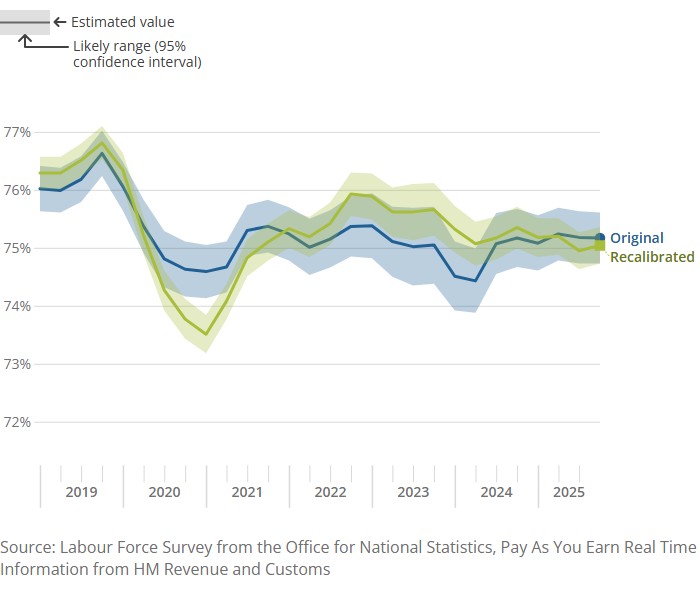 Estimated value
Likely range (95%
confidence interval)
77%
76%
75%
74%
73%
72%
Original
Recalibrated
2019 2020 2021 2022 2023 2024 2025
Source: Labour Force Survey from the Office for National Statistics, Pay As You Earn Real Time
Information from HM Revenue and Customs